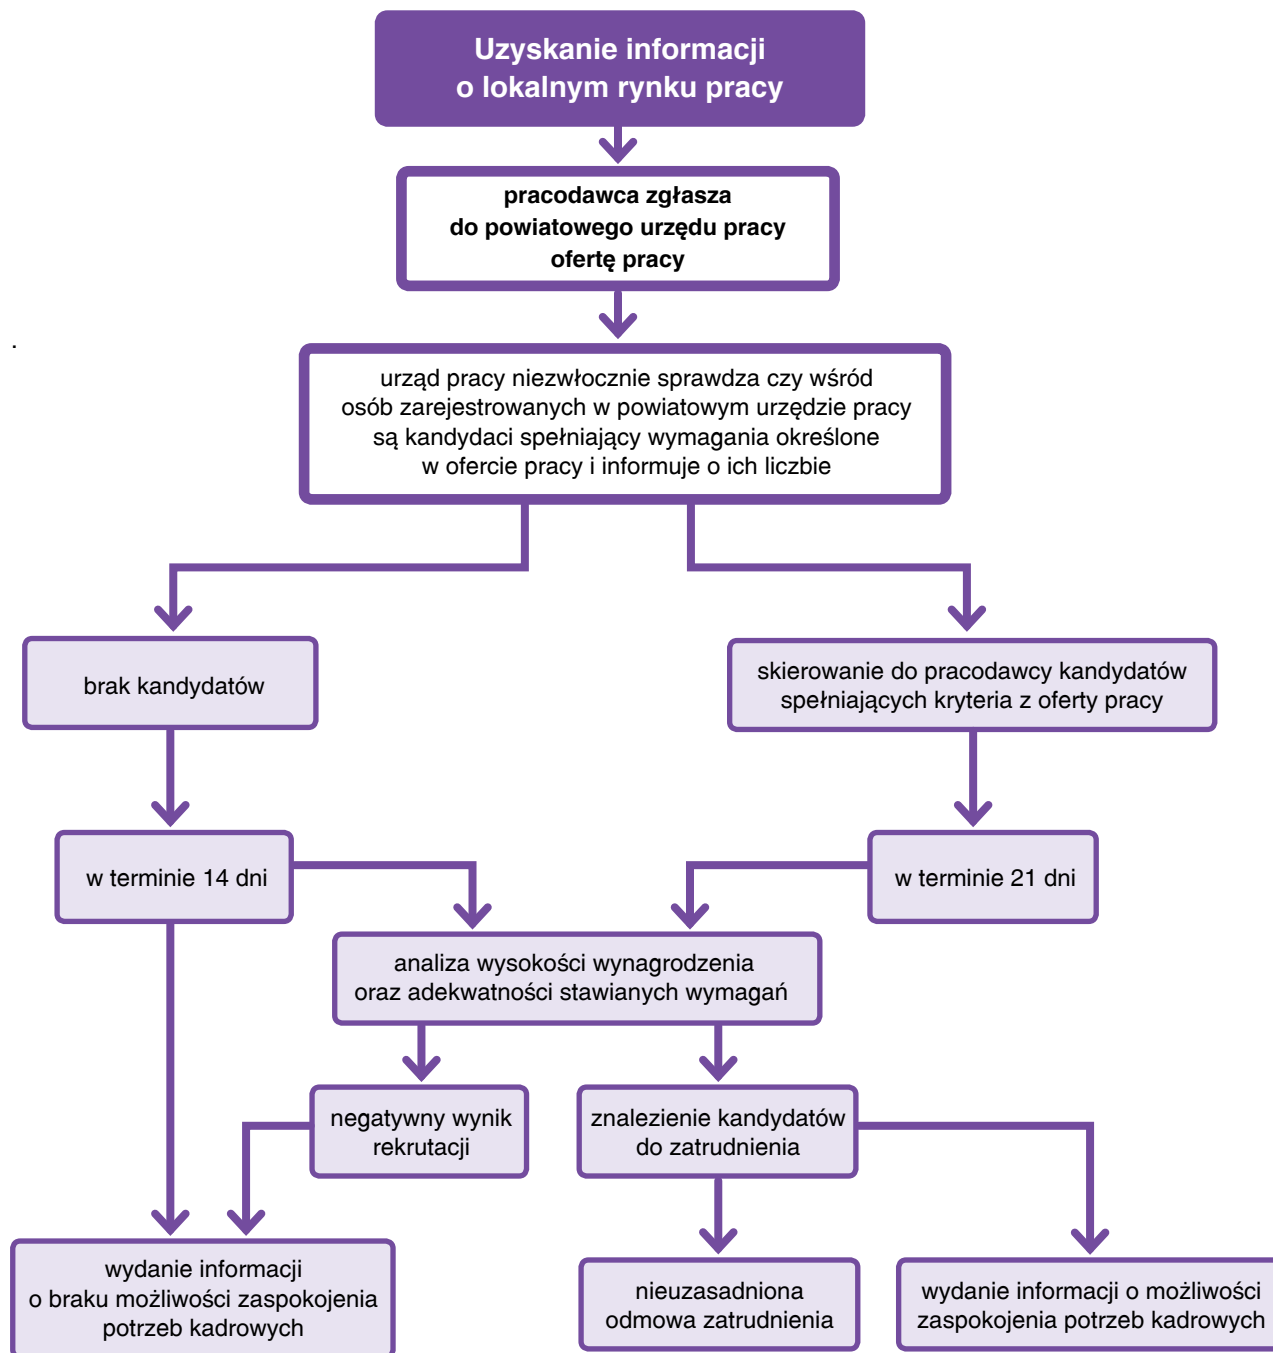 Uzyskanie informacji
o lokalnym rynku pracy
pracodawca zgłasza
do powiatowego urzędu pracy
ofertę pracy
.
urząd pracy niezwłocznie sprawdza czy wśród
osób zarejestrowanych w powiatowym urzędzie pracy
są kandydaci spełniający wymagania określone
w ofercie pracy i informuje o ich liczbie
brak kandydatów
skierowanie do pracodawcy kandydatów
spełniających kryteria z oferty pracy
w terminie 14 dni
w terminie 21 dni
analiza wysokości wynagrodzenia
oraz adekwatności stawianych wymagań
negatywny wynik
rekrutacji
znalezienie kandydatów
do zatrudnienia
wydanie informacji
o braku możliwości zaspokojenia
potrzeb kadrowych
nieuzasadniona
odmowa zatrudnienia
wydanie informacji o możliwości
zaspokojenia potrzeb kadrowych